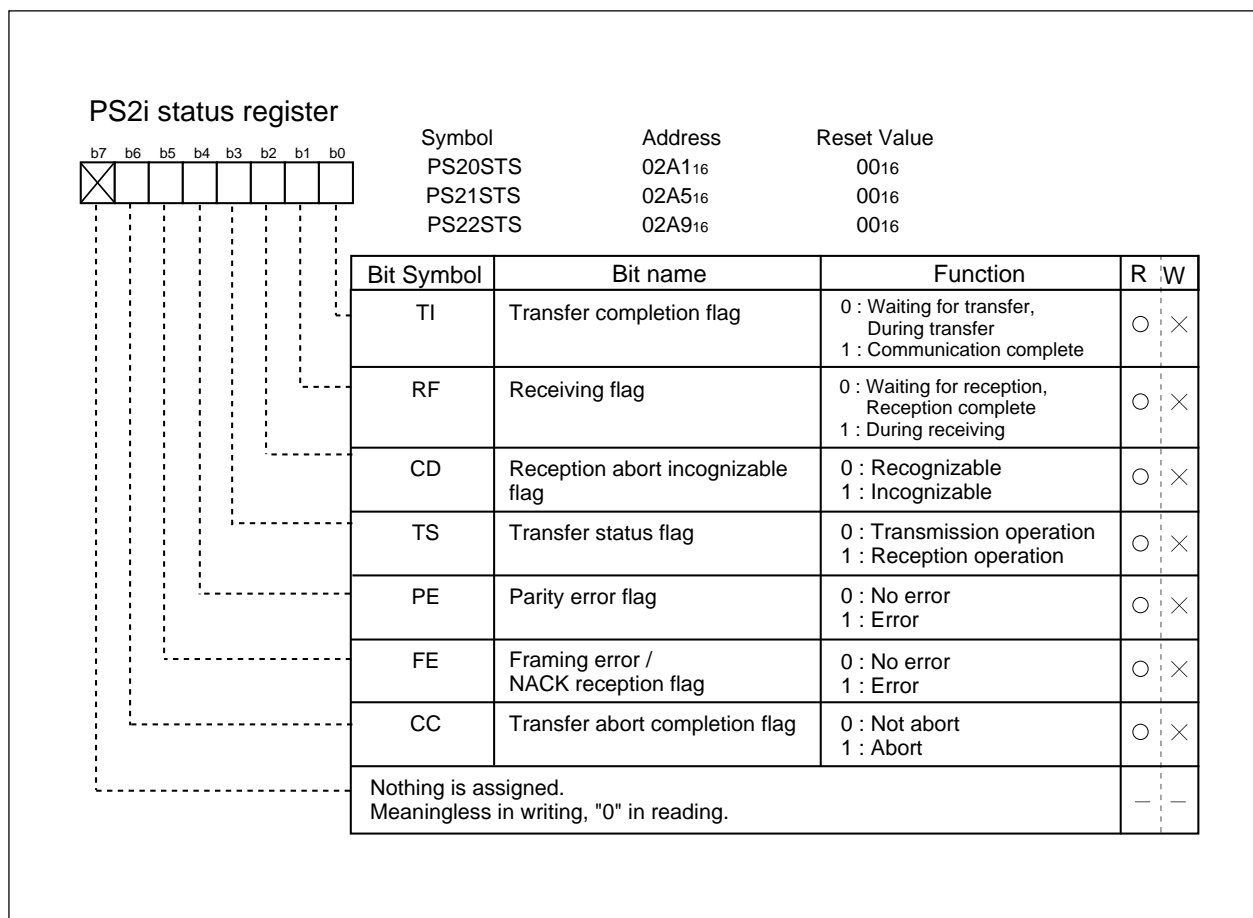 PS2i status register
b7 b6 b5 b4 b3 b2 b1 b0
Symbol Address Reset Value
PS20STS 02A116 0016
PS21STS 02A516 0016
PS22STS 02A916 0016
Bit Symbol Bit name Function R W
TI Transfer completion flag 0 : Waiting for transfer,
During transfer
1 : Communication complete
RF Receiving flag 0 : Waiting for reception,
Reception complete
1 : During receiving
CD Reception abort incognizable flag 0 : Recognizable
1 : Incognizable
TS Transfer status flag 0 : Transmission operation
1 : Reception operation
PE Parity error flag 0 : No error
1 : Error
FE Framing error /
NACK reception flag 0 : No error
1 : Error
CC Transfer abort completion flag 0 : Not abort
1 : Abort
Nothing is assigned.
Meaningless in writing, "0" in reading. – –